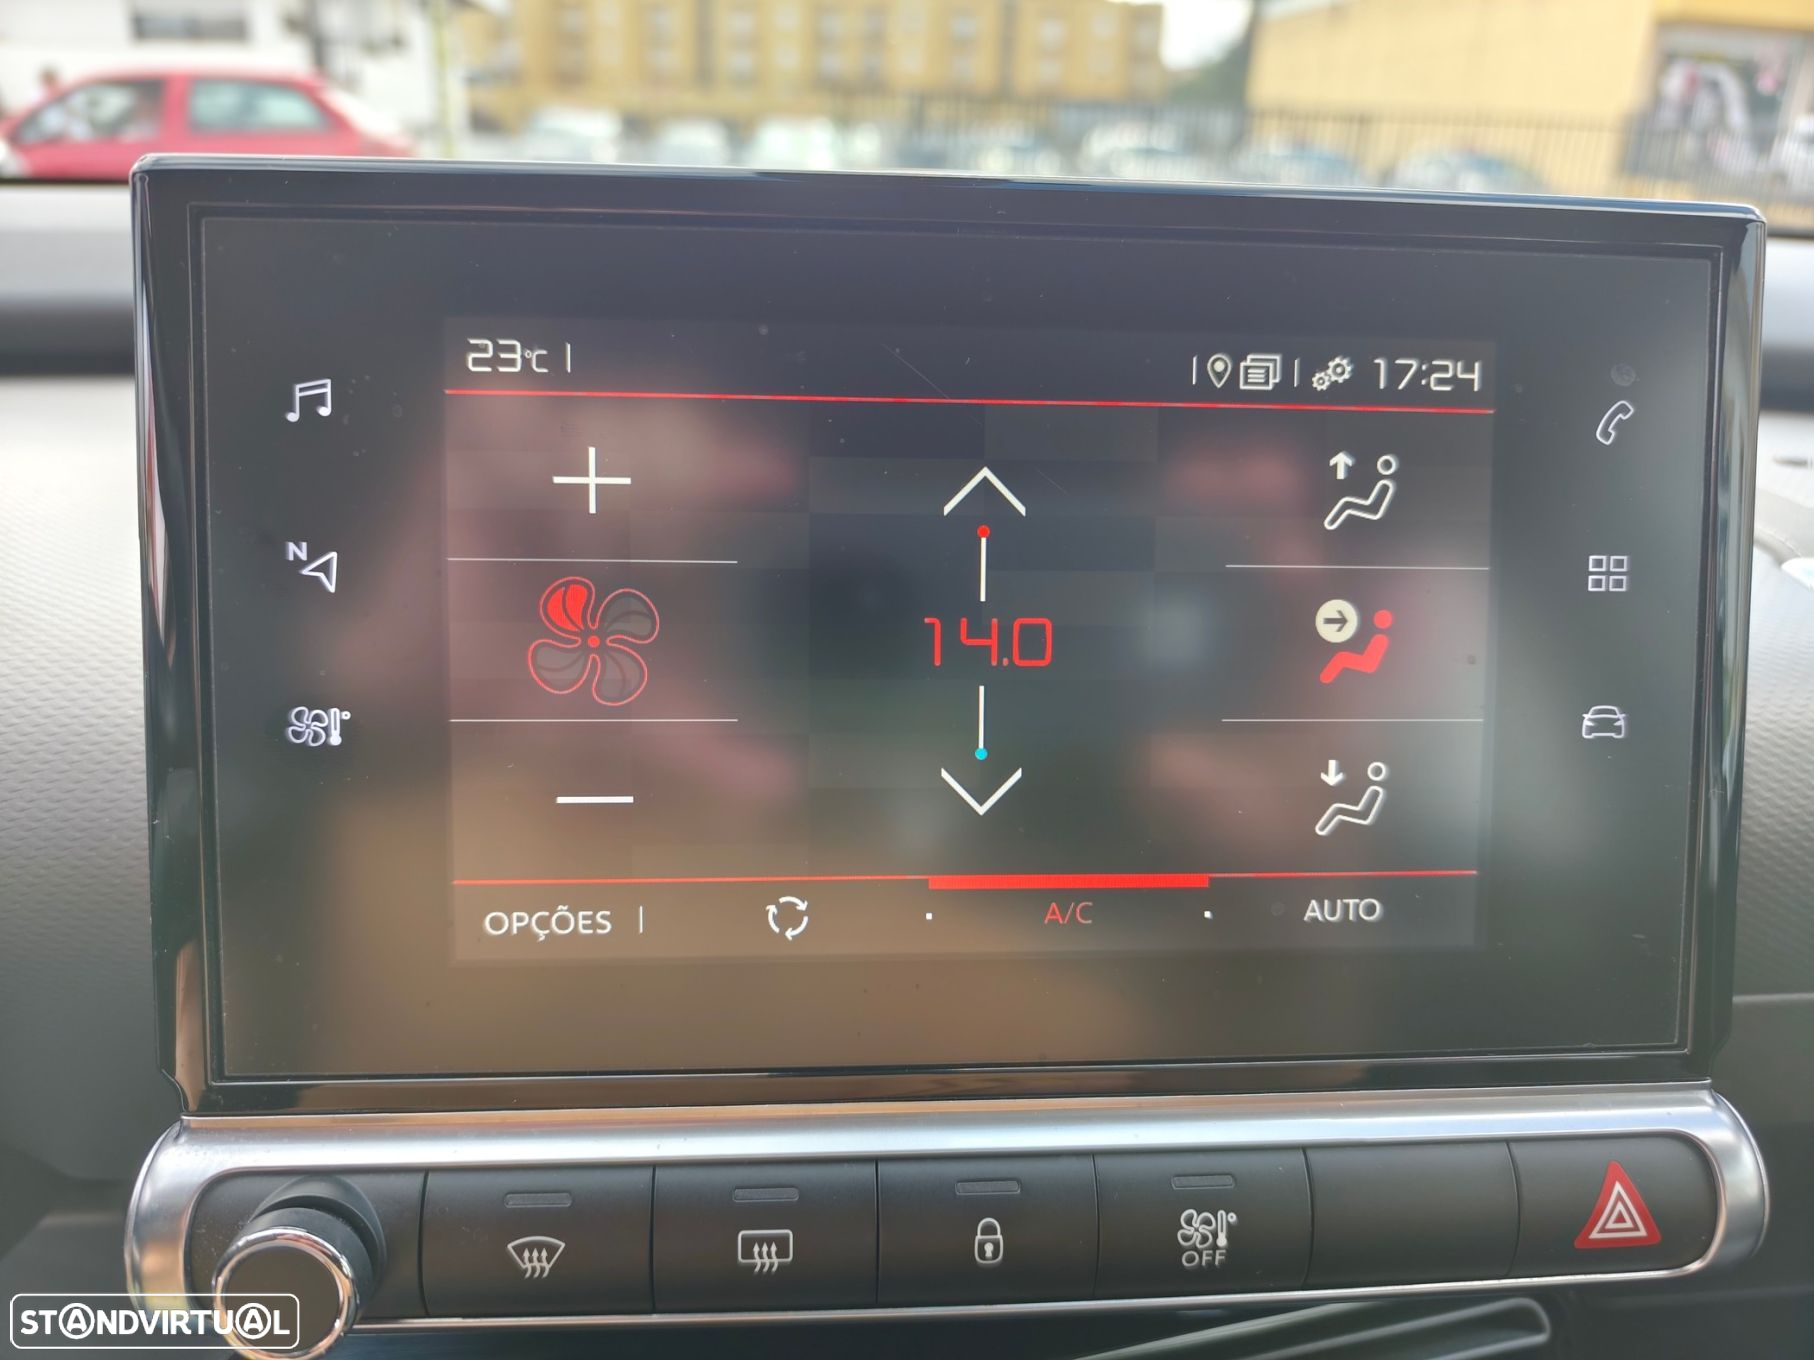 23°C
17:24
N
14.0
OPÇÕES
A/C
AUTO
OFF
STANDVIRTUAL